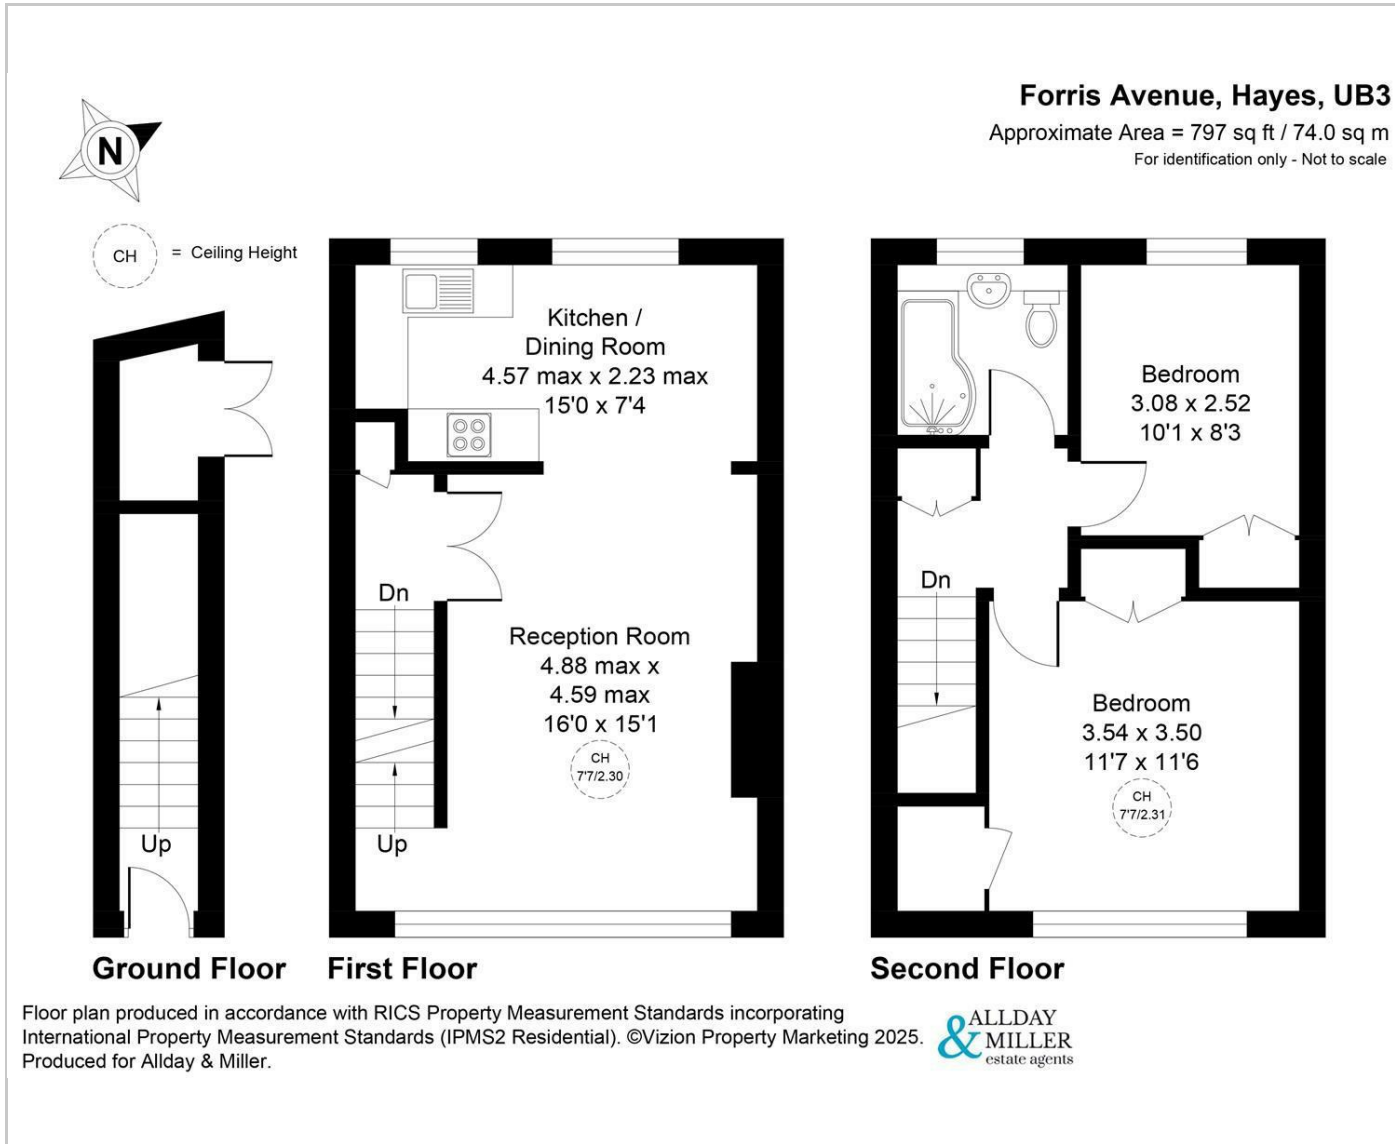 Forris Avenue, Hayes, UB3
Approximate Area = 797 sq ft / 74.0 sq m
For identification only - Not to scale
N
CH
= Ceiling Height
Up
Ground Floor
Kitchen /
Dining Room
4.57 max x 2.23 max
15'0 x 7'4
Dn
Reception Room
4.88 max x
4.59 max
16'0 x 15'1
CH
7'7/2.30
Up
First Floor
Bedroom
3.08 x 2.52
10'1 x 8'3
Dn
Bedroom
3.54 x 3.50
11'7 x 11'6
CH
7'7/2.31
Second Floor
Floor plan produced in accordance with RICS Property Measurement Standards incorporating
International Property Measurement Standards (IPMS2 Residential). ©Vizion Property Marketing 2025.
Produced for Allday & Miller.
ALLDAY
& MILLER
estate agents